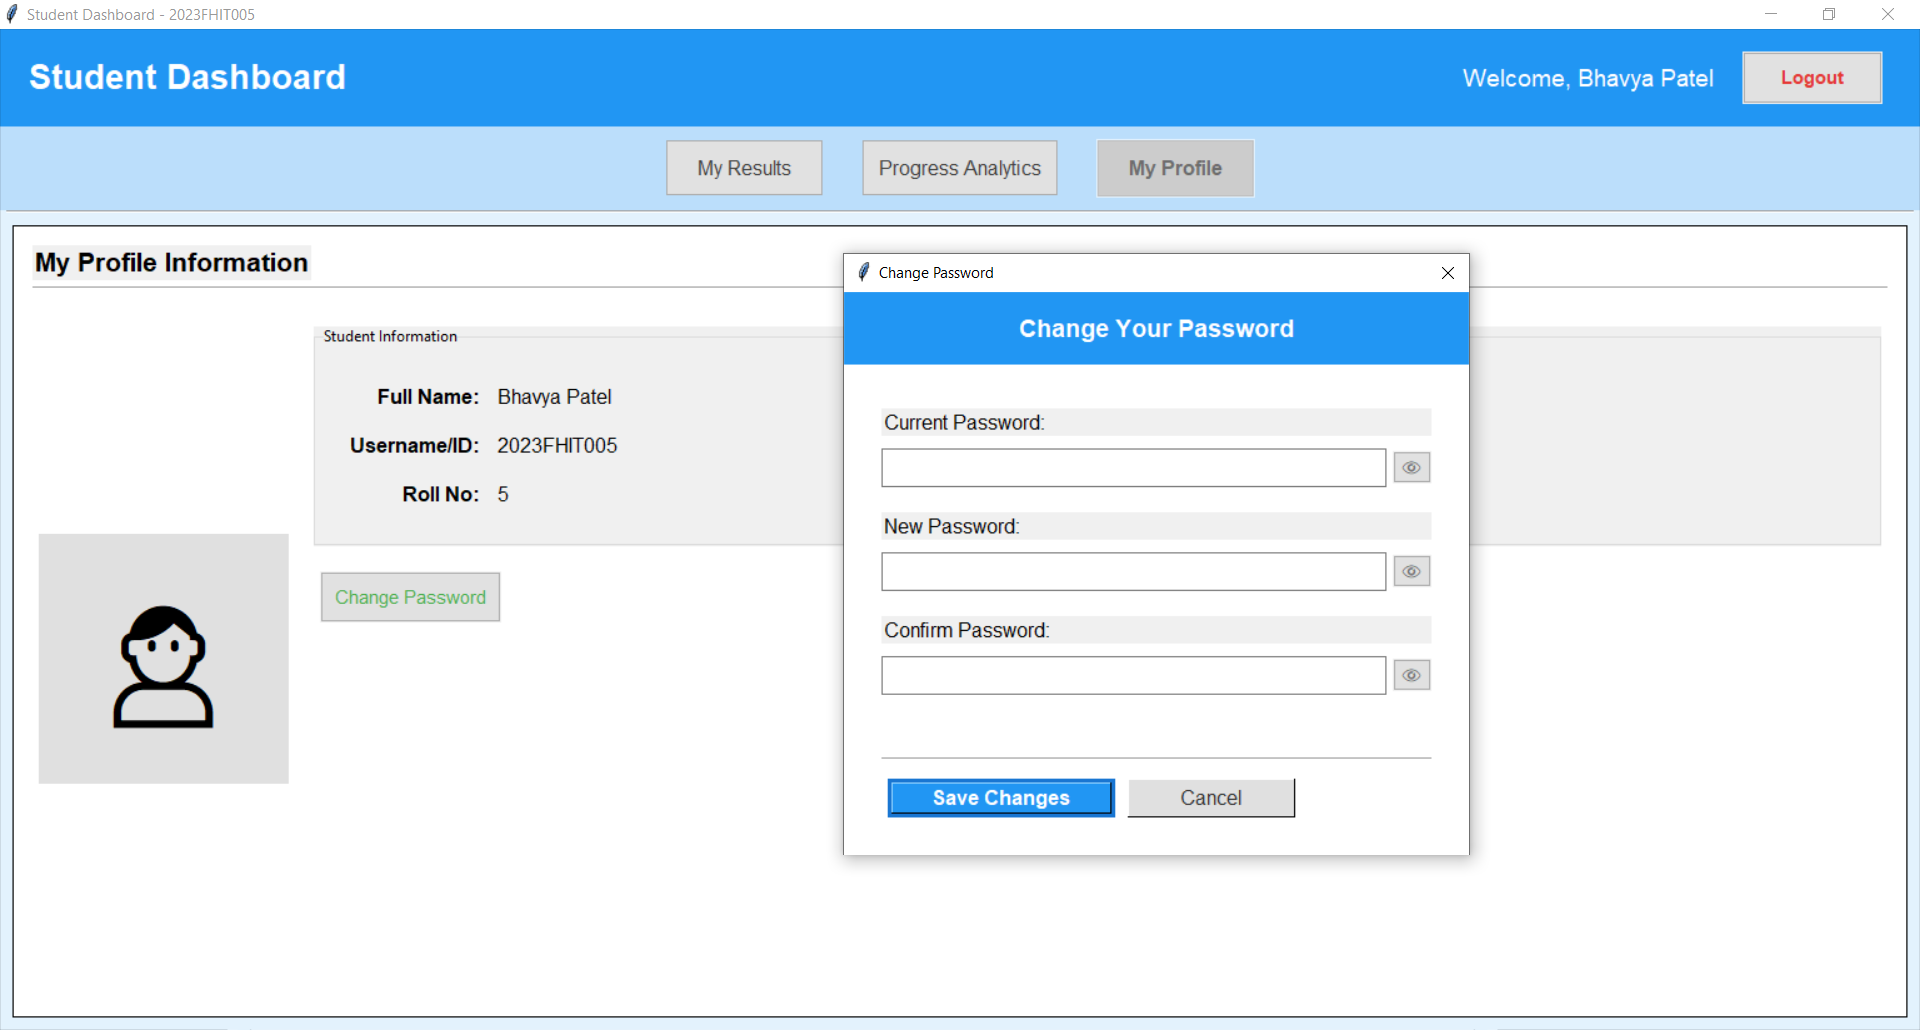 Student Dashboard - 2023FHIT005
Student Dashboard
Welcome, Bhavya Patel
Logout
My Results
Progress Analytics
My Profile
My Profile Information
Student Information
Full Name: Bhavya Patel
Username/ID: 2023FHIT005
Roll No: 5
Change Password
Change Password
Change Your Password
Current Password:
New Password:
Confirm Password:
Save Changes
Cancel